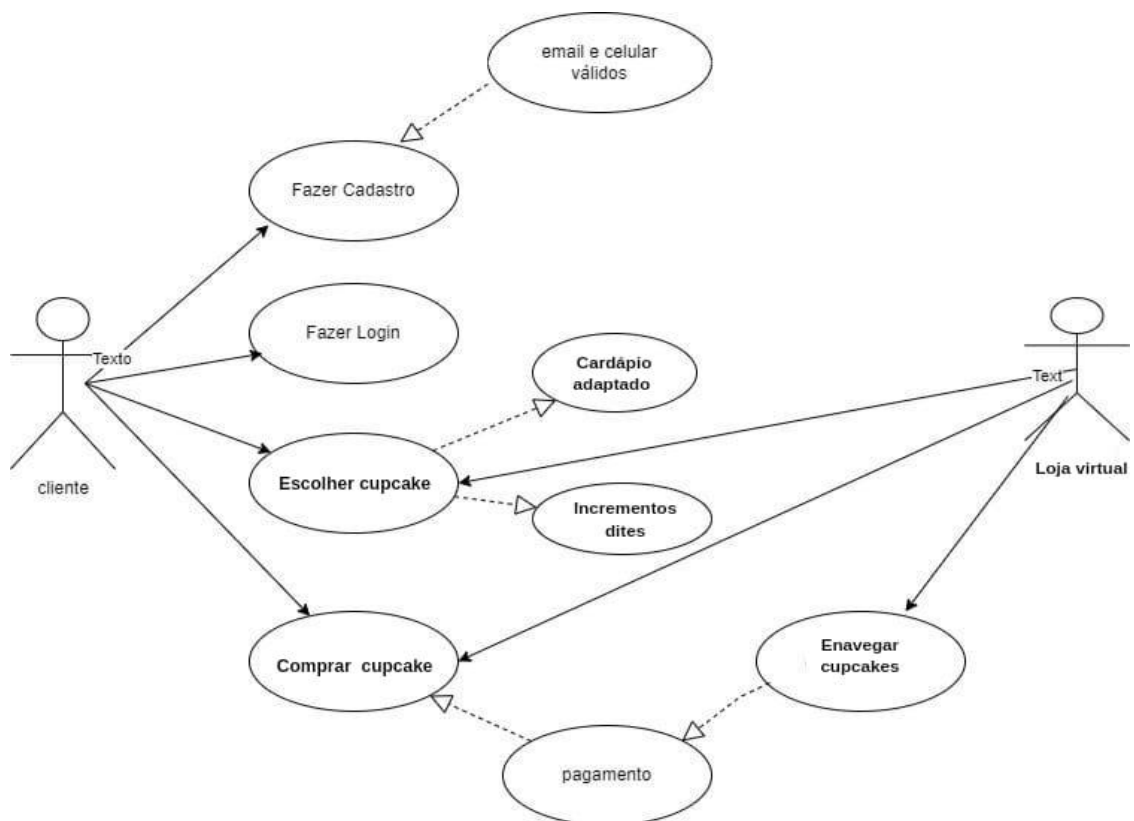 email e celular
válidos
Fazer Cadastro
Fazer Login
Texto
Cardápio
adaptado
Text
cliente
Escolher cupcake
Loja virtual
Incrementos
dites
Comprar  cupcake
Enavegar
cupcakes
pagamento